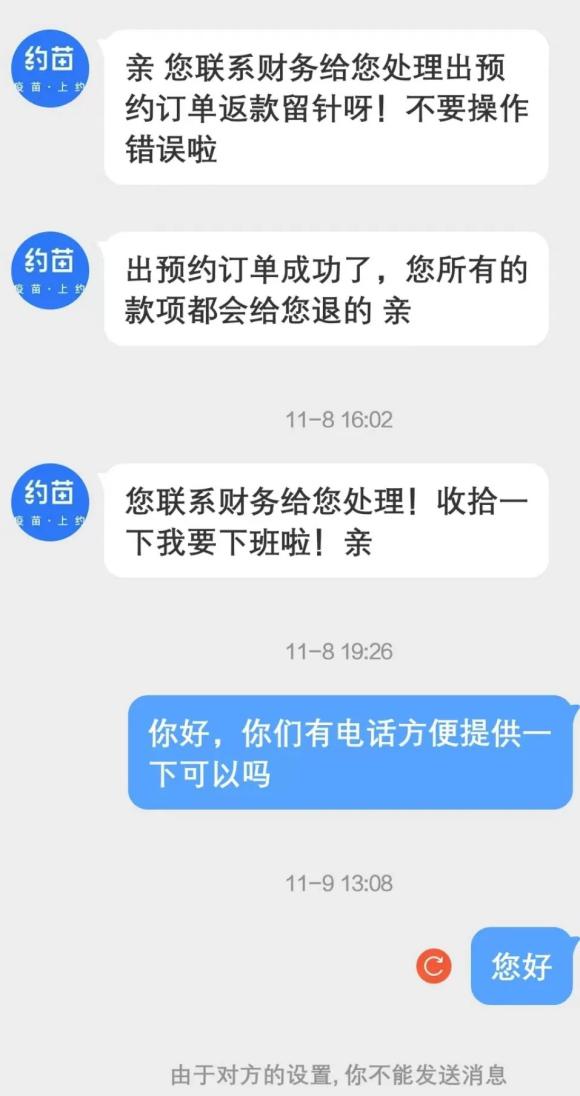 约苗
疫苗·上约
亲 您联系财务给您处理出预
约订单返款留针呀！不要操作
错误啦
约苗
疫苗·上约
出预约订单成功了，您所有的
款项都会给您退的 亲
11-8 16:02
约苗
疫苗·上约
您联系财务给您处理！收拾一
下我要下班啦！亲
11-8 19:26
你好，你们有电话方便提供一
下可以吗
11-9 13:08
您好
由于对方的设置, 你不能发送消息